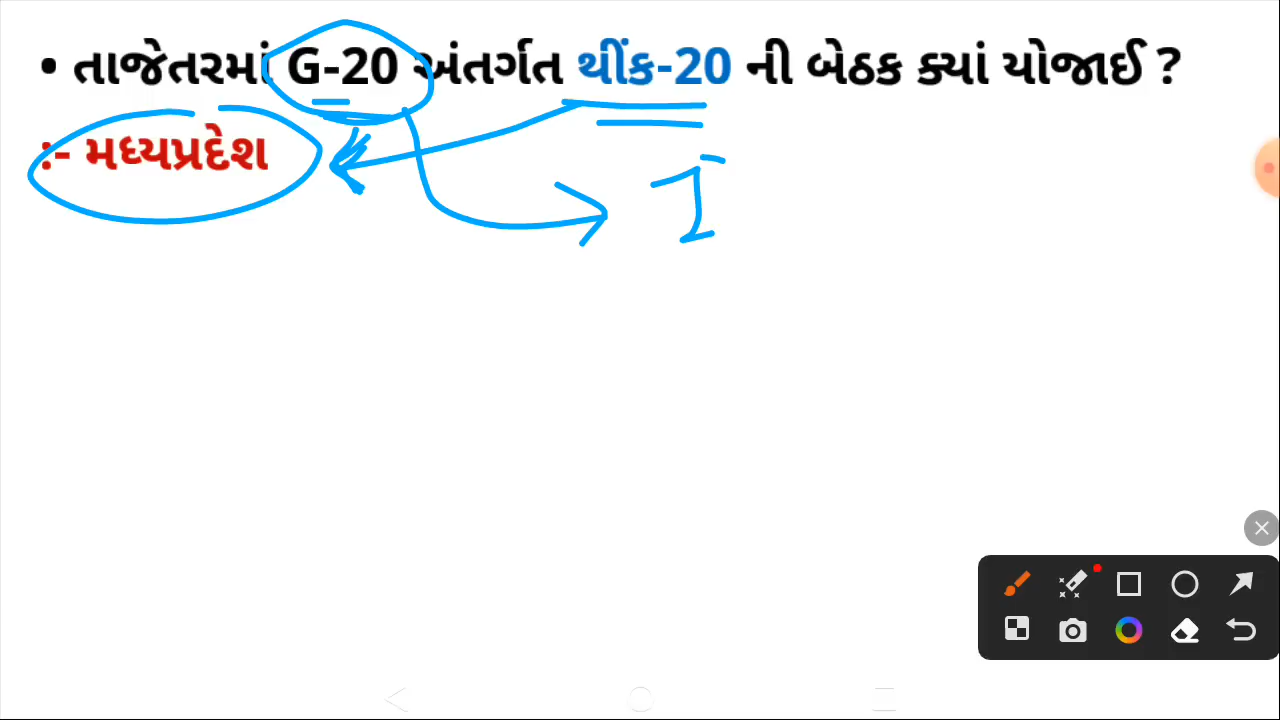 • તાજેતરમાં G-20 અંતર્ગત થીંક-20 ની બેઠક ક્યાં યોજાઈ ?
:- મધ્યપ્રદેશ
I